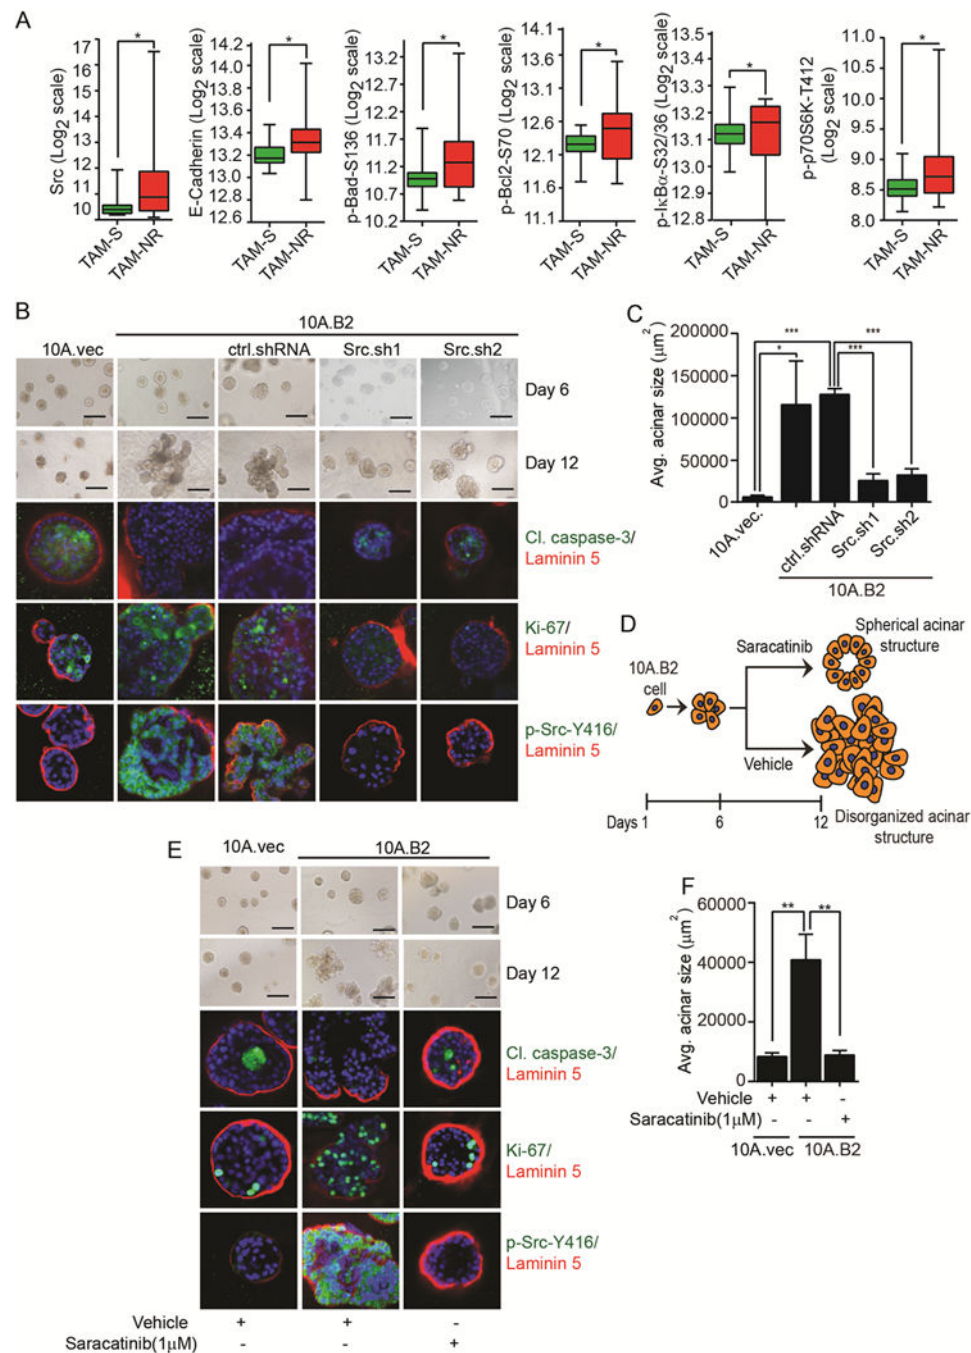 A
Src (Log2 scale)
17
16
15
14
13
12
11
10
TAM-S
TAM-NR
*
E-Cadherin (Log2 scale)
14.2
14.0
13.8
13.6
13.4
13.2
13.0
12.8
12.6
TAM-S
TAM-NR
*
p-Bad-S136 (Log2 scale)
13.4
12.9
12.5
12.0
11.6
11.1
10.7
10.2
TAM-S
TAM-NR
*
p-Bcl2-S70 (Log2 scale)
14.1
13.7
13.3
12.8
12.4
12.0
11.5
11.1
TAM-S
TAM-NR
*
p-IκBα-S32/36 (Log2 scale)
13.5
13.4
13.3
13.2
13.1
13.0
12.9
12.8
TAM-S
TAM-NR
*
p-p70S6K-T412
(Log2 scale)
11.0
10.5
10.0
9.5
9.0
8.5
8.0
TAM-S
TAM-NR
*
B
10A.B2
10A.vec
ctrl.shRNA
Src.sh1
Src.sh2
Day 6
Day 12
Cl. caspase-3/
Laminin 5
Ki-67/
Laminin 5
p-Src-Y416/
Laminin 5
C
Avg. acinar size (µm2)
200000
150000
100000
50000
0
***
***
*
***
10A.vec.
ctrl.shRNA
Src.sh1
Src.sh2
10A.B2
D
10A.B2
cell
Saracatinib
Vehicle
Spherical acinar
structure
Disorganized acinar
structure
Days 1
6
12
E
10A.vec
10A.B2
Day 6
Day 12
Cl. caspase-3/
Laminin 5
Ki-67/
Laminin 5
p-Src-Y416/
Laminin 5
Vehicle + + -
Saracatinib(1µM) - - +
F
Avg. acinar size (µm2)
60000
40000
20000
0
**
**
Vehicle + + -
Saracatinib(1µM) - - +
10A.vec
10A.B2